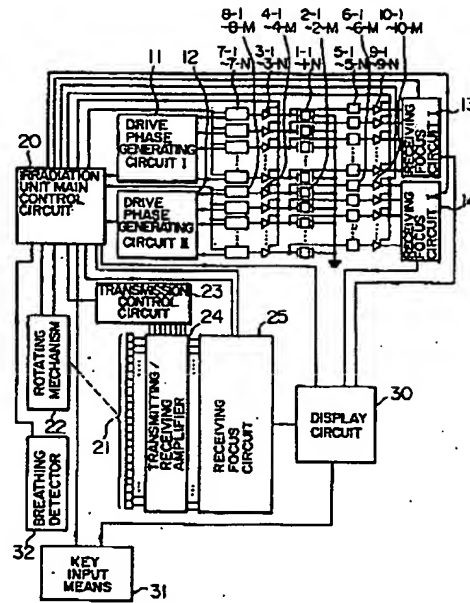 8-1 ~8-M
4-1 ~4-M
2-1 ~2-M
6-1 ~6-M
10-1 ~10-M
7-1 ~7-N
3-1 ~3-N
1-1 ~1-N
5-1 ~5-N
9-1 ~9-N
11
12
13
DRIVE PHASE
GENERATING
CIRCUIT I
RECEIVING
FOCUS
CIRCUIT I
20
IRRADIATION
UNIT MAIN
CONTROL
CIRCUIT
DRIVE PHASE
GENERATING
CIRCUIT II
RECEIVING
FOCUS
CIRCUIT
14
TRANSMISSION
CONTROL
CIRCUIT
23
24
25
ROTATING
MECHANISM
22
21
TRANSMITTING/
RECEIVING
AMPLIFIER
RECEIVING
FOCUS
CIRCUIT
30
DISPLAY
CIRCUIT
BREATHING
DETECTOR
32
KEY
INPUT
MEANS
31